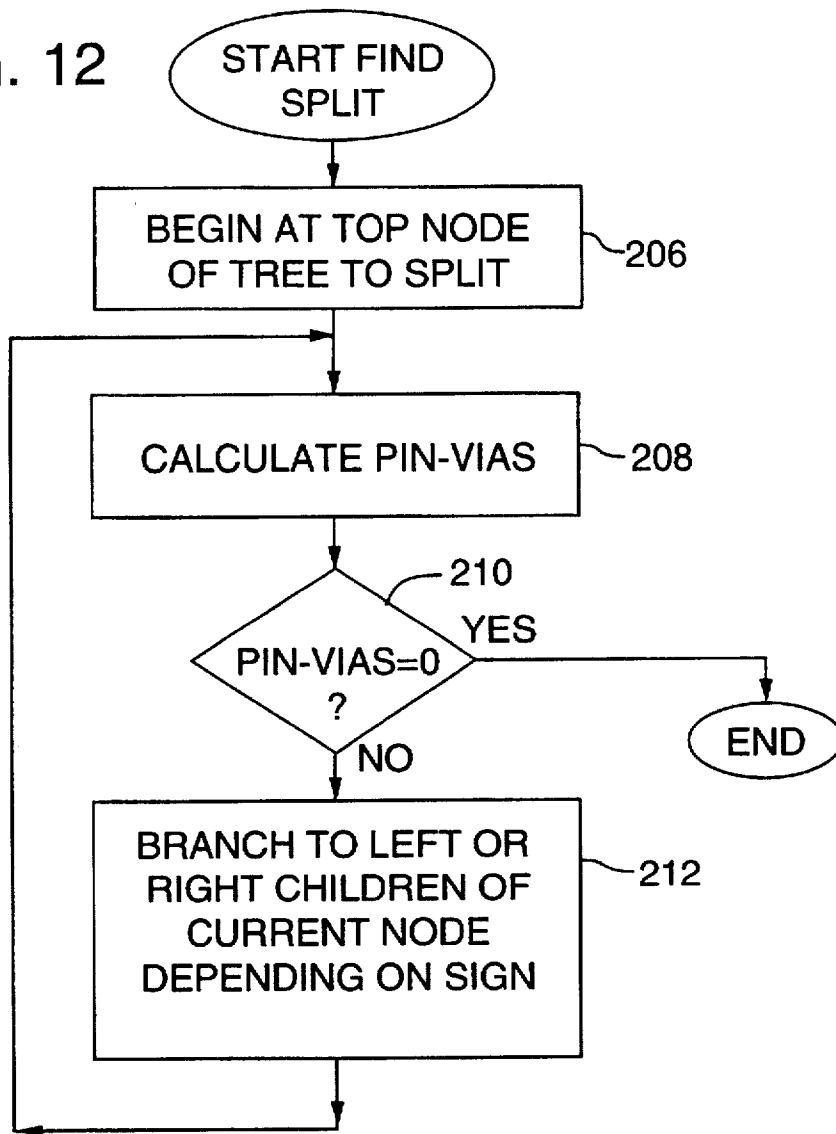 . 12
START FIND
SPLIT
BEGIN AT TOP NODE
OF TREE TO SPLIT
206
CALCULATE PIN-VIAS
208
210
PIN-VIAS=0
?
YES
END
NO
BRANCH TO LEFT OR
RIGHT CHILDREN OF
CURRENT NODE
DEPENDING ON SIGN
212